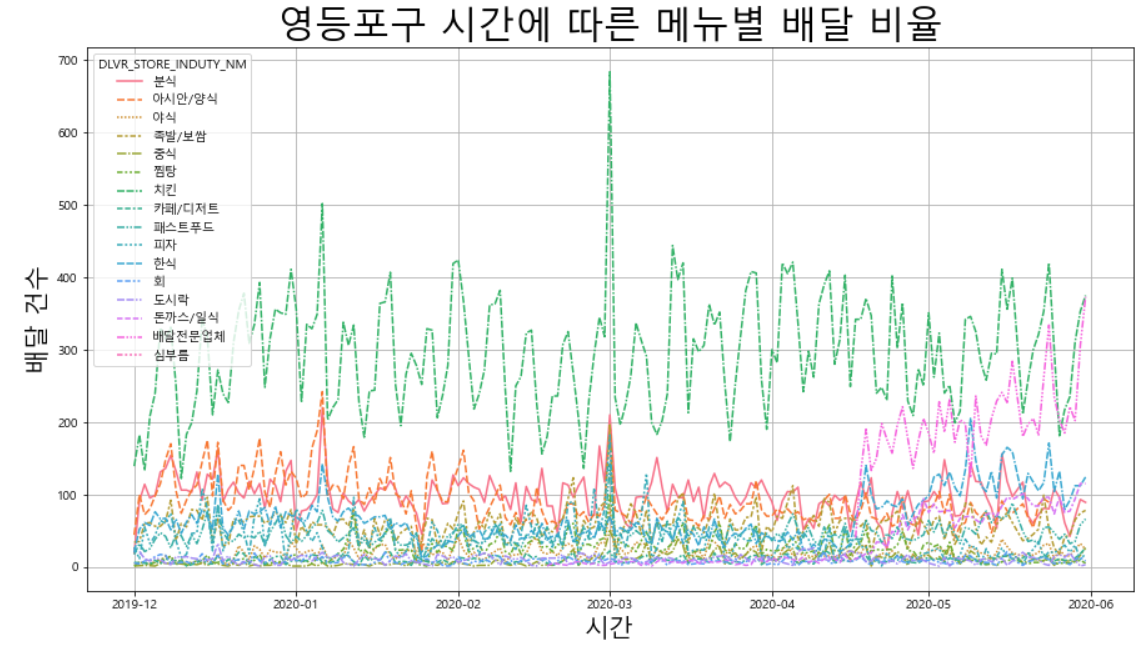 영등포구 시간에 따른 메뉴별 배달 비율
DLVR_STORE_INDUTY_NM
분식
아시안/양식
야식
족발/보쌈
중식
찜탕
치킨
카페/디저트
패스트푸드
피자
한식
회
도시락
돈까스/일식
배달전문업체
심부름
700
600
500
400
300
200
100
0
배달 건수
2019-12
2020-01
2020-02
2020-03
2020-04
2020-05
2020-06
시간